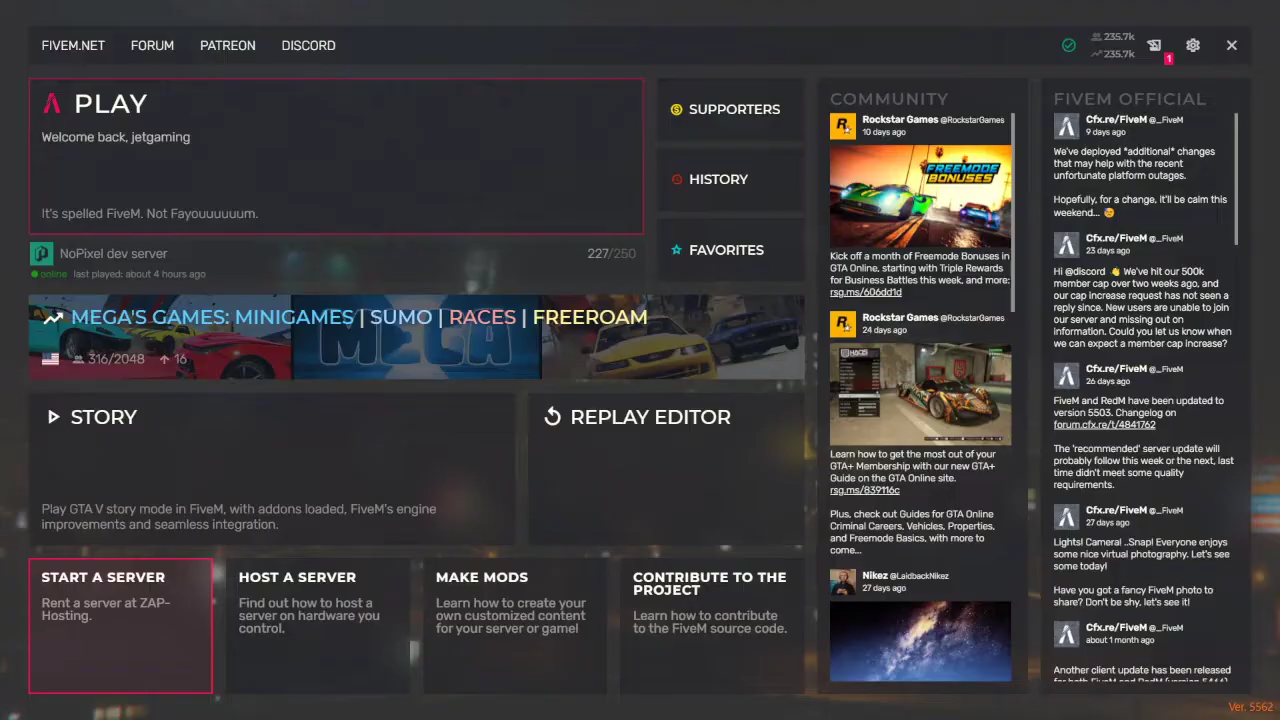 FIVEM.NET FORUM PATREON DISCORD
235.7k
235.7k
1
PLAY
Welcome back, jetgaming
It's spelled FiveM. Not Fayouuuuuum.
NoPixel dev server 227/250
online last played: about 4 hours ago
SUPPORTERS
HISTORY
FAVORITES
MEGA'S GAMES: MINIGAMES | SUMO | RACES | FREEROAM
MEGA
316/2048 16
STORY
Play GTA V story mode in FiveM, with addons loaded, FiveM's engine
improvements and seamless integration.
REPLAY EDITOR
START A SERVER
Rent a server at ZAP-
Hosting.
HOST A SERVER
Find out how to host a
server on hardware you
control.
MAKE MODS
Learn how to create your
own customized content
for your server or game!
CONTRIBUTE TO THE
PROJECT
Learn how to contribute
to the FiveM source code.
COMMUNITY
Rockstar Games @RockstarGames
10 days ago
FREEMODE
BONUSES
Kick off a month of Freemode Bonuses in
GTA Online, starting with Triple Rewards
for Business Battles this week, and more:
rsg.ms/606dd1d
Rockstar Games @RockstarGames
24 days ago
Learn how to get the most out of your
GTA+ Membership with our new GTA+
Guide on the GTA Online site.
rsg.ms/839116c
Plus, check out Guides for GTA Online
Criminal Careers, Vehicles, Properties,
and Freemode Basics, with more to
come...
Nikez @LaidbackNikez
27 days ago
FIVEM OFFICIAL
Cfx.re/FiveM @_FiveM
9 days ago
We've deployed *additional* changes
that may help with the recent
unfortunate platform outages.
Hopefully, for a change, it'll be calm this
weekend... 😥
Cfx.re/FiveM @_FiveM
23 days ago
Hi @discord 👋 We've hit our 500k
member cap over two weeks ago, and
our cap increase request has not seen a
reply since. New users are unable to join
our server and missing out on
information. Could you let us know when
we can expect a member cap increase?
Cfx.re/FiveM @_FiveM
26 days ago
FiveM and RedM have been updated to
version 5503. Changelog on
forum.cfx.re/t/4841762
The 'recommended' server update will
probably follow this week or the next, last
time didn't meet some quality
requirements.
Cfx.re/FiveM @_FiveM
27 days ago
Lights! Camera! ..Snap! Everyone enjoys
some nice virtual photography. Let's see
some today!
Have you got a fancy FiveM photo to
share? Don't be shy, let's see it!
Cfx.re/FiveM @_FiveM
about 1 month ago
Another client update has been released
for both FiveM and RedM (version
Ver. 5562